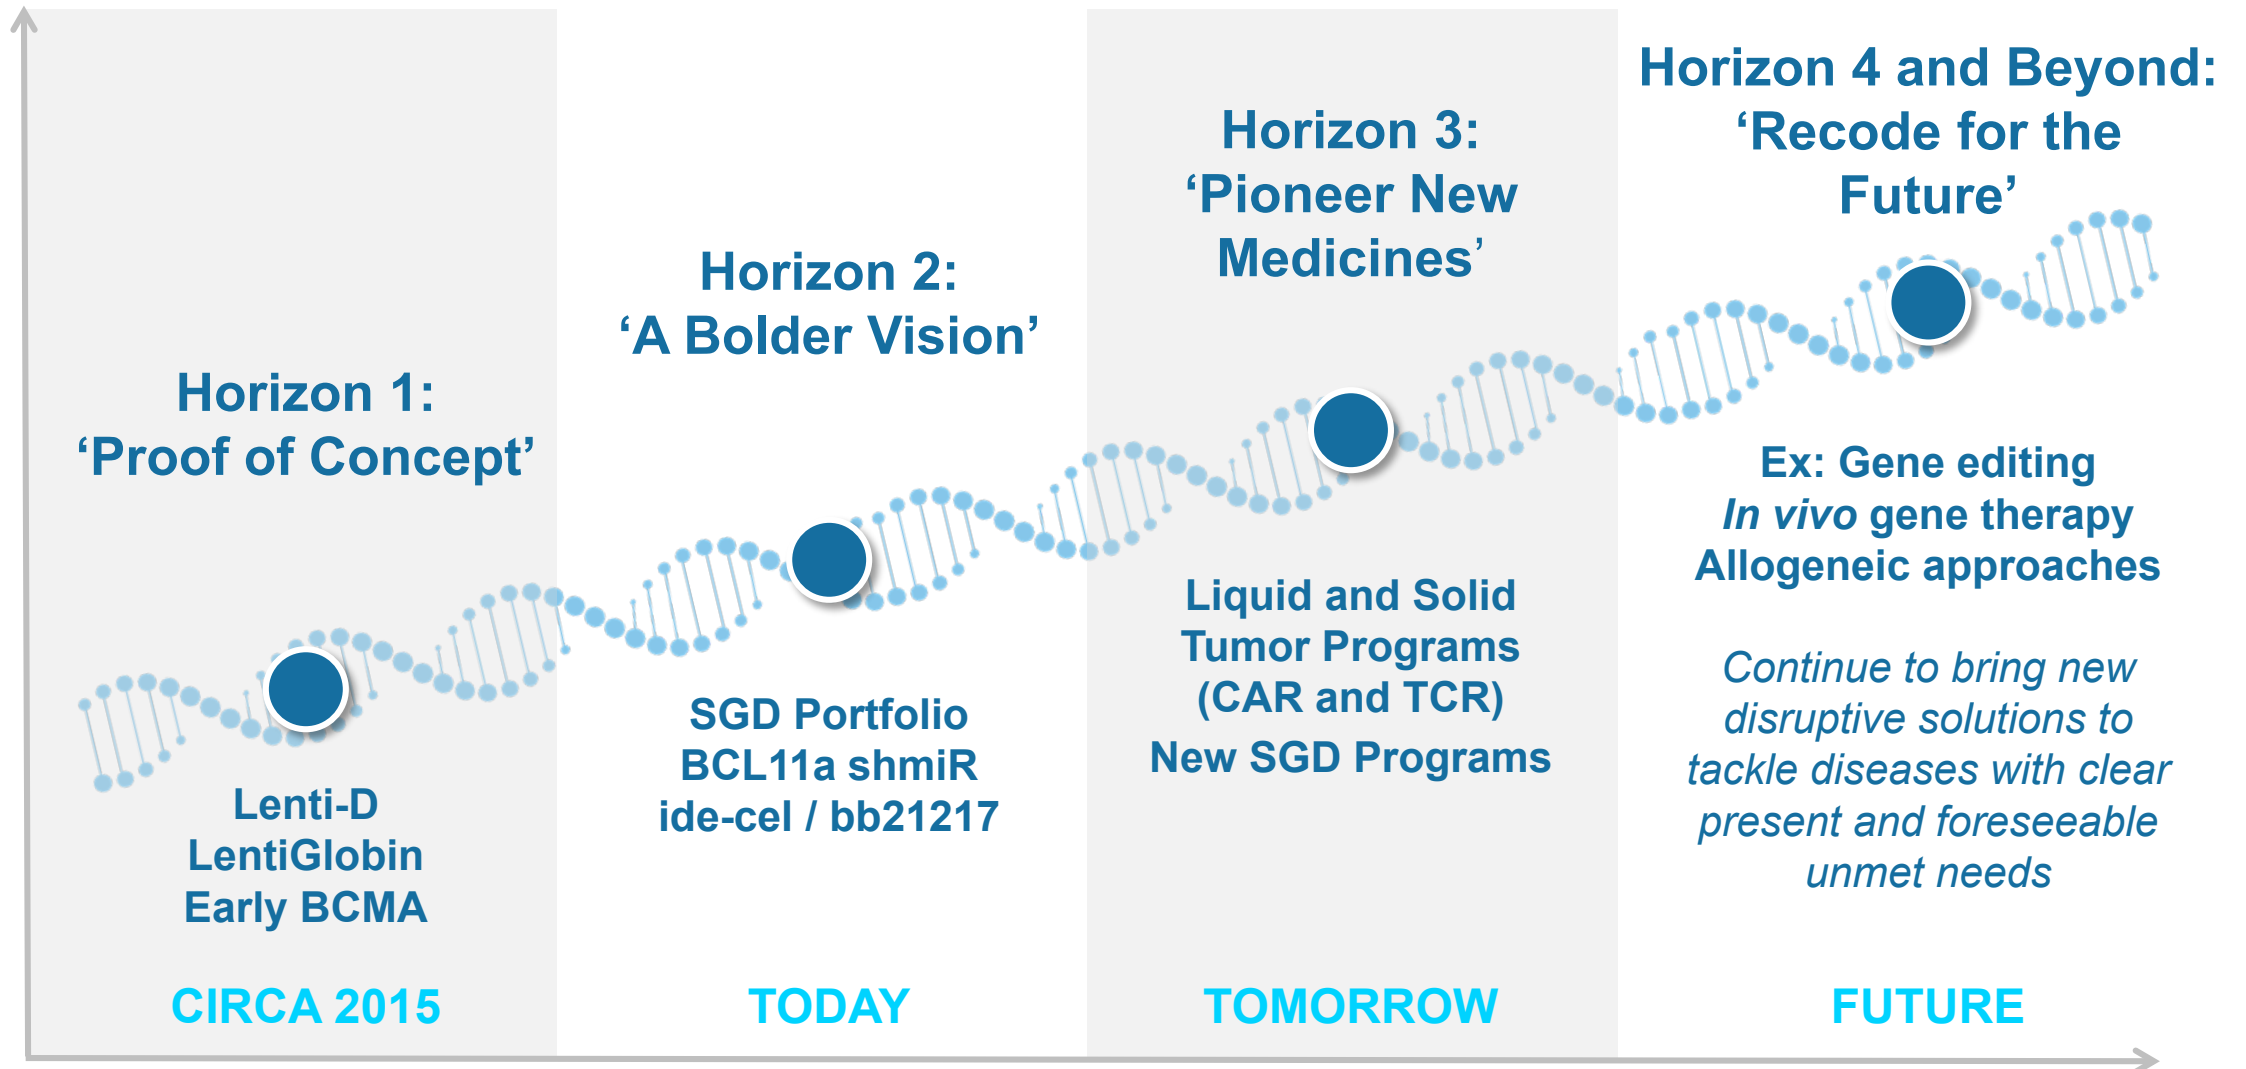 Horizon 1:
‘Proof of Concept’
Lenti-D
LentiGlobin
Early BCMA
CIRCA 2015
Horizon 2:
‘A Bolder Vision’
SGD Portfolio
BCL11a shmiR
ide-cel / bb21217
TODAY
Horizon 3:
‘Pioneer New
Medicines’
Liquid and Solid
Tumor Programs
(CAR and TCR)
New SGD Programs
TOMORROW
Horizon 4 and Beyond:
‘Recode for the
Future’
Ex: Gene editing
In vivo gene therapy
Allogeneic approaches
Continue to bring new
disruptive solutions to
tackle diseases with clear
present and foreseeable
unmet needs
FUTURE